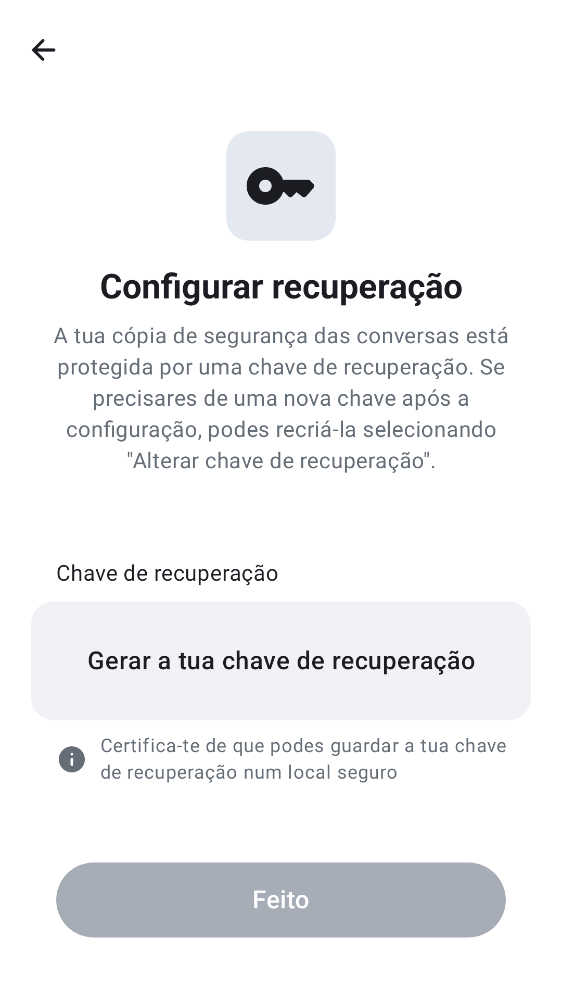 Configurar recuperação
A tua cópia de segurança das conversas está
protegida por uma chave de recuperação. Se
precisares de uma nova chave após a
configuração, podes recriá-la selecionando
"Alterar chave de recuperação".
Chave de recuperação
Gerar a tua chave de recuperação
Certifica-te de que podes guardar a tua chave
de recuperação num local seguro
Feito